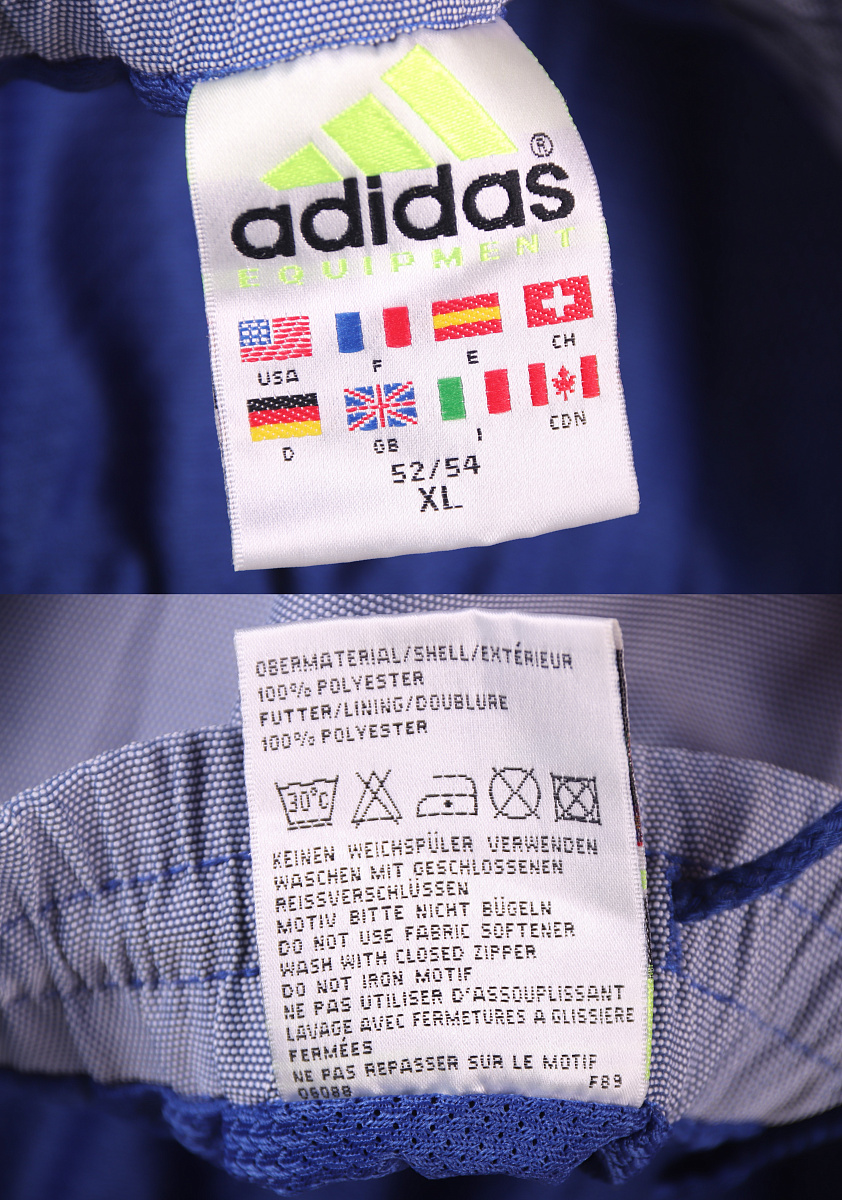 adidas®
EQUIPMENT
USA F E CH
D GB I CDN
52/54
XL
OBERMATERIAL/SHELL/EXTÉRIEUR
100% POLYESTER
FUTTER/LINING/DOUBLURE
100% POLYESTER
30°C
KEINEN WEICHSPÜLER VERWENDEN
WASCHEN MIT GESCHLOSSENEN
REISSVERSCHLÜSSEN
MOTIV BITTE NICHT BÜGELN
DO NOT USE FABRIC SOFTENER
WASH WITH CLOSED ZIPPER
DO NOT IRON MOTIF
NE PAS UTILISER D'ASSOUPLISSANT
LAVAGE AVEC FERMETURES A GLISSIÈRE
FERMÉES
NE PAS REPASSER SUR LE MOTIF
06088 F89